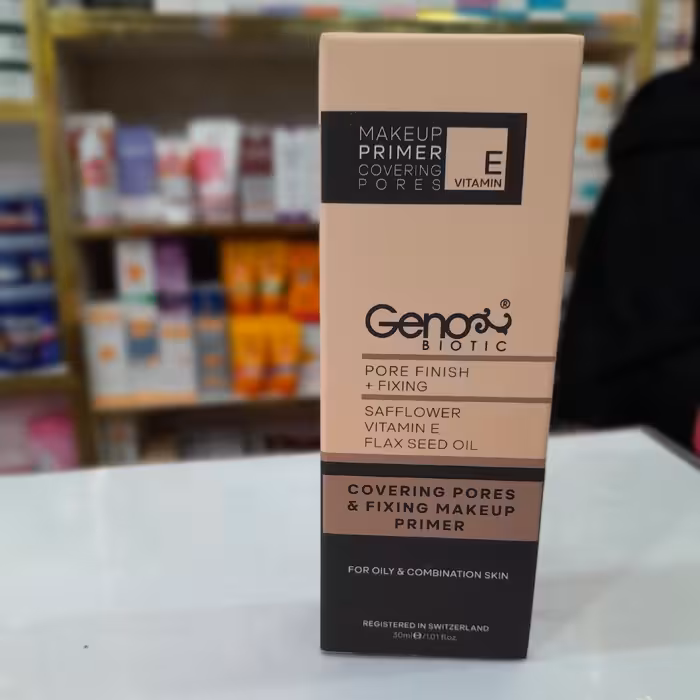 MAKEUP
PRIMER
COVERING
PORES
E
VITAMIN
Geno ®
BIOTIC
PORE FINISH
+ FIXING
SAFFLOWER
VITAMIN E
FLAX SEED OIL
COVERING PORES
& FIXING MAKEUP
PRIMER
FOR OILY & COMBINATION SKIN
REGISTERED IN SWITZERLAND
30ml ℮/1.01 fl.oz.